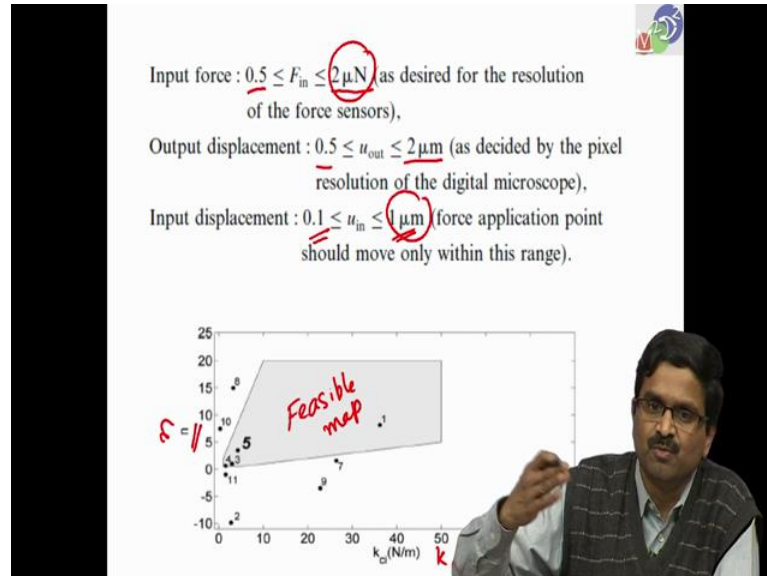 Input force : 0.5 ≤ F_in ≤ 2 μN (as desired for the resolution
of the force sensors),
Output displacement : 0.5 ≤ u_out ≤ 2 μm (as decided by the pixel
resolution of the digital microscope),
Input displacement : 0.1 ≤ u_in ≤ 1 μm (force application point
should move only within this range).
25
20
15
10
5
0
-5
-10
n
Feasible
map
8
10
5
4
3
11
2
1
7
9
0 10 20 30 40 50
k_ci(N/m) k